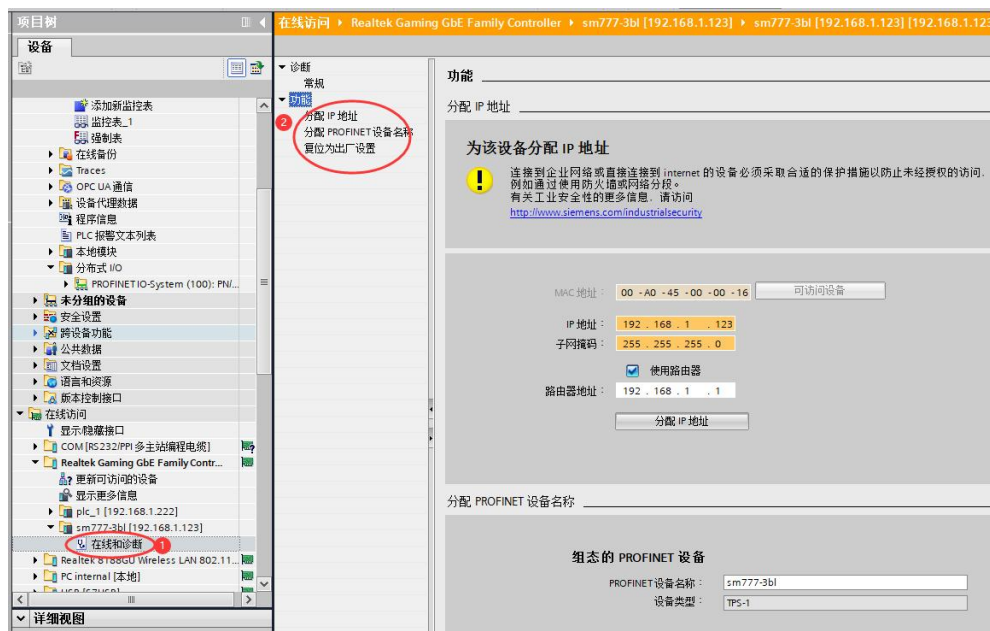 项目树
设备
添加新监控表
监控表_1
强制表
在线备份
Traces
OPC UA 通信
设备代理数据
程序信息
PLC 报警文本列表
本地模块
分布式 I/O
PROFINET IO-System (100): PN/...
未分组的设备
安全设置
跨设备功能
公共数据
文档设置
语言和资源
版本控制接口
在线访问
显示/隐藏接口
COM [RS232/PPI 多主站编程电缆]
Realtek Gaming GbE Family Contr...
更新可访问的设备
显示更多信息
plc_1 [192.168.1.222]
sm777-3bl [192.168.1.123]
在线和诊断
1
Realtek 8188GU Wireless LAN 802.11...
PC internal [本地]
详细视图
在线访问 ▸ Realtek Gaming GbE Family Controller ▸ sm777-3bl [192.168.1.123] ▸ sm777-3bl [192.168.1.123] [192.168.1.123
诊断
常规
功能
2
分配 IP 地址
分配 PROFINET 设备名称
复位为出厂设置
功能
分配 IP 地址
为该设备分配 IP 地址
连接到企业网络或直接连接到 internet 的设备必须采取合适的保护措施以防止未经授权的访问.
例如通过使用防火墙或网络分段。
有关工业安全性的更多信息. 请访问
http://www.siemens.com/industrialsecurity
MAC 地址： 00 -A0 -45 -00 -00 -16 可访问设备
IP 地址： 192 . 168 . 1 . 123
子网掩码： 255 . 255 . 255 . 0
使用路由器
路由器地址： 192 . 168 . 1 . 1
分配 IP 地址
分配 PROFINET 设备名称
组态的 PROFINET 设备
PROFINET 设备名称： sm777-3bl
设备类型： TPS-1